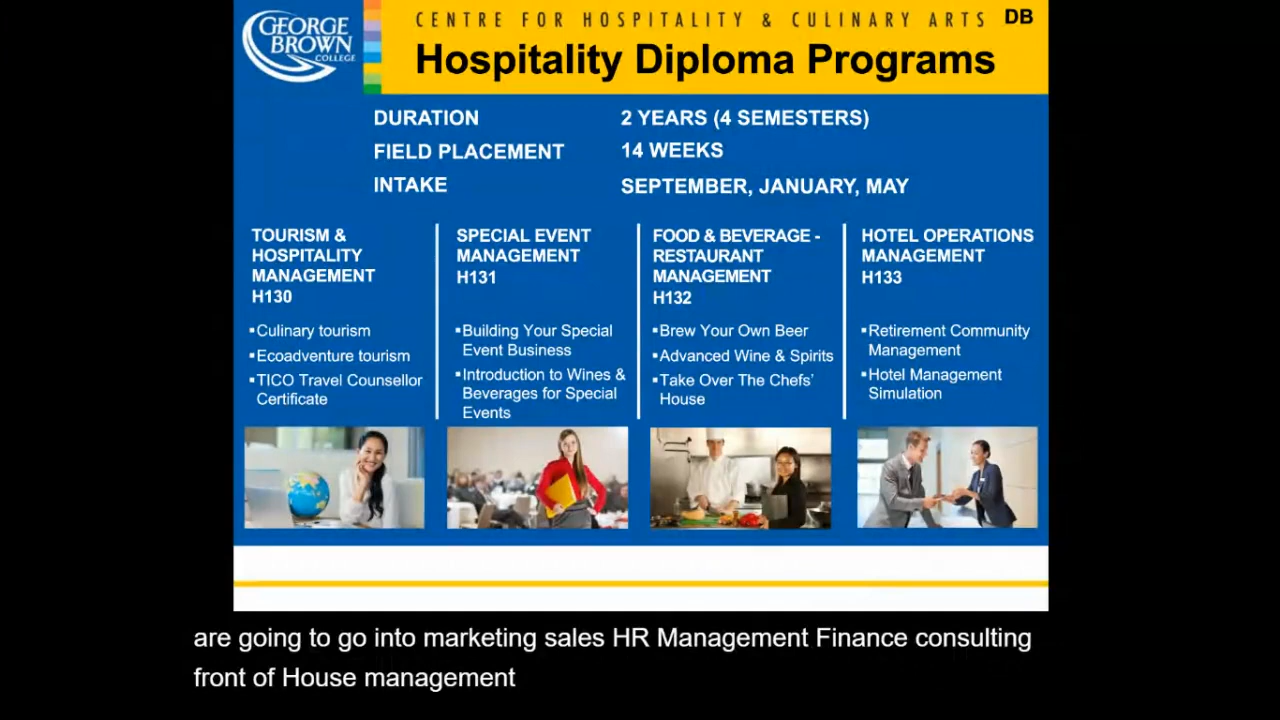 GEORGE
BROWN
COLLEGE
CENTRE FOR HOSPITALITY & CULINARY ARTS
DB
Hospitality Diploma Programs
DURATION 2 YEARS (4 SEMESTERS)
FIELD PLACEMENT 14 WEEKS
INTAKE SEPTEMBER, JANUARY, MAY
TOURISM &
HOSPITALITY
MANAGEMENT
H130
▪Culinary tourism
▪Ecoadventure tourism
▪TICO Travel Counsellor
Certificate
SPECIAL EVENT
MANAGEMENT
H131
▪Building Your Special
Event Business
▪Introduction to Wines &
Beverages for Special
Events
FOOD & BEVERAGE -
RESTAURANT
MANAGEMENT
H132
▪Brew Your Own Beer
▪Advanced Wine & Spirits
▪Take Over The Chefs'
House
HOTEL OPERATIONS
MANAGEMENT
H133
▪Retirement Community
Management
▪Hotel Management
Simulation
are going to go into marketing sales HR Management Finance consulting
front of House management